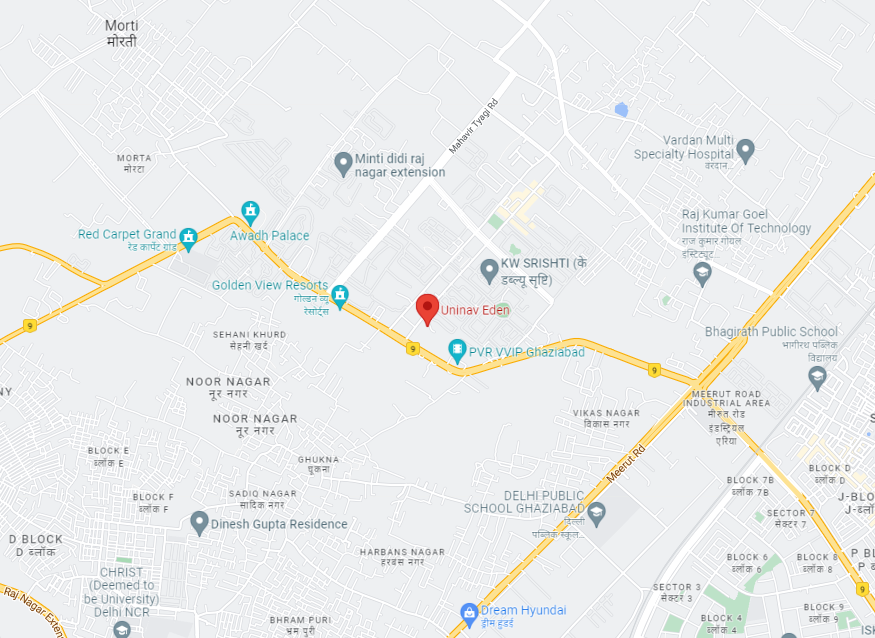 Morti
मोरती
Mahavir Tyagi Rd
Vardan Multi
Specialty Hospital
वरदान...
MORTA
मोरटा
Minti didi raj
nagar extension
Raj Kumar Goel
Institute Of Technology
राज कुमार गोयल
इंस्टिट्यूट...
Red Carpet Grand
रेड कार्पेट ग्रांड
Awadh Palace
KW SRISHTI (के
डब्ल्यू सृष्टि)
Golden View Resorts
गोल्डन व्यू
रेसोर्ट्स
Uninav Eden
9
SEHANI KHURD
सेहनी खुर्द
9
PVR VVIP Ghaziabad
Bhagirath Public School
भागीरथ पब्लिक
विद्यालय
9
NOOR NAGAR
नूर नगर
NY
MEERUT ROAD
INDUSTRIAL AREA
मीरुत रोड
इंडस्ट्रियल
एरिया
NOOR NAGAR
नूर नगर
VIKAS NAGAR
विकास नगर
S
BLOCK E
ब्लॉक E
GHUKNA
घूकना
Meerut Rd
BLOCK D
ब्लॉक D
BLOCK 7B
ब्लॉक 7B
BLOCK F
ब्लॉक F
SADIQ NAGAR
सादिक नगर
DELHI PUBLIC
SCHOOL GHAZIABAD
दिल्ली
पब्लिक स्कूल...
J-BLO
J-ब्लॉ
SECTOR 7
सेक्टर 7
Dinesh Gupta Residence
D BLOCK
D ब्लॉक
HARBANS NAGAR
हरबंस नगर
BLOCK 6
ब्लॉक 6
BLOCK 8
ब्लॉक 8
P BL
P ब्
CHRIST
(Deemed to
be University)
Delhi NCR
SECTOR 3
सेक्टर 3
9
Raj Nagar Exten
Dream Hyundai
ड्रीम हुंडई
BLOCK 4
ब्लॉक 4
BLOCK 9
ब्लॉक 9
BHRAM PURI
भ्रम पुरी
ISK